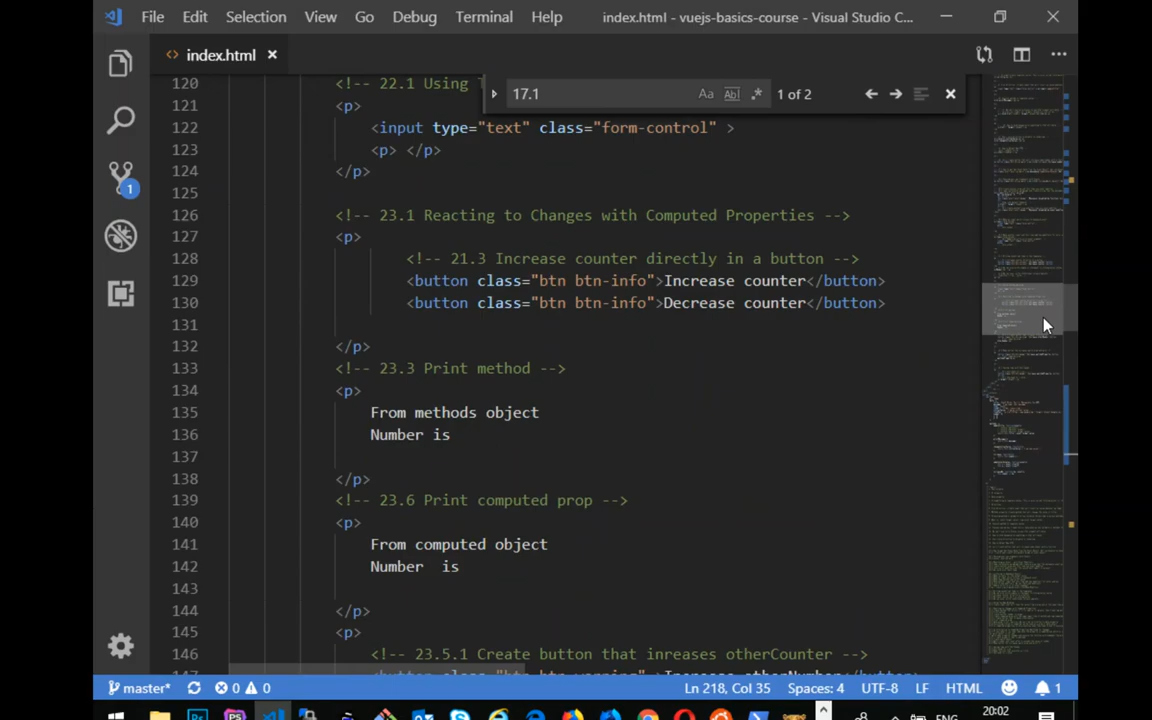 File Edit Selection View Go Debug Terminal Help index.html - vuejs-basics-course - Visual Studio C...
<> index.html
17.1 Aa Abl .* 1 of 2
120 <!-- 22.1 Using
121 <p>
122 <input type="text" class="form-control" >
123 <p> </p>
124 </p>
125
126 <!-- 23.1 Reacting to Changes with Computed Properties -->
127 <p>
128 <!-- 21.3 Increase counter directly in a button -->
129 <button class="btn btn-info">Increase counter</button>
130 <button class="btn btn-info">Decrease counter</button>
131
132 </p>
133 <!-- 23.3 Print method -->
134 <p>
135 From methods object
136 Number is
137
138 </p>
139 <!-- 23.6 Print computed prop -->
140 <p>
141 From computed object
142 Number  is
143
144 </p>
145 <p>
146 <!-- 23.5.1 Create button that inreases otherCounter -->
1
master* 0 0 Ln 218, Col 35 Spaces: 4 UTF-8 LF HTML 1
ENG 20:02